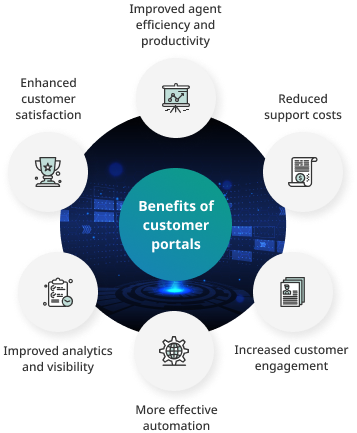 Improved agent
efficiency and
productivity
Enhanced
customer
satisfaction
Reduced
support costs
Benefits of
customer
portals
Improved analytics
and visibility
Increased customer
engagement
More effective
automation